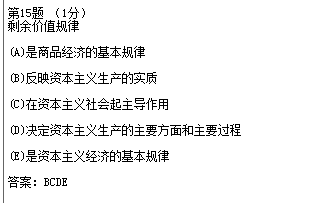 第15题 （1分）
剩余价值规律
(A)是商品经济的基本规律
(B)反映资本主义生产的实质
(C)在资本主义社会起主导作用
(D)决定资本主义生产的主要方面和主要过程
(E)是资本主义经济的基本规律
答案：BCDE